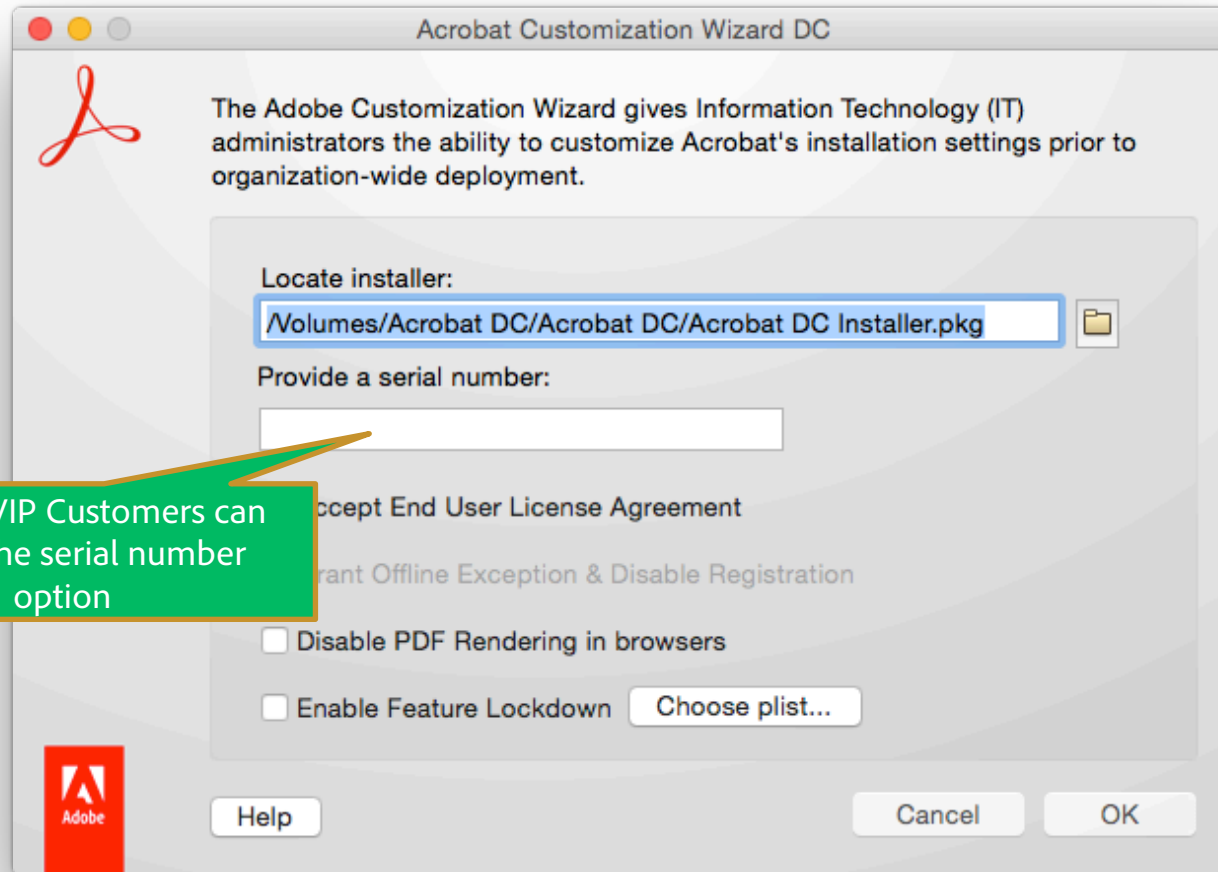 Acrobat Customization Wizard DC
The Adobe Customization Wizard gives Information Technology (IT)
administrators the ability to customize Acrobat's installation settings prior to
organization-wide deployment.
Locate installer:
/Volumes/Acrobat DC/Acrobat DC/Acrobat DC Installer.pkg
Provide a serial number:
VIP Customers can
serial number
option
End User License Agreement
Offline Exception & Disable Registration
Disable PDF Rendering in browsers
Enable Feature Lockdown
Choose plist...
Adobe
Help
Cancel
OK